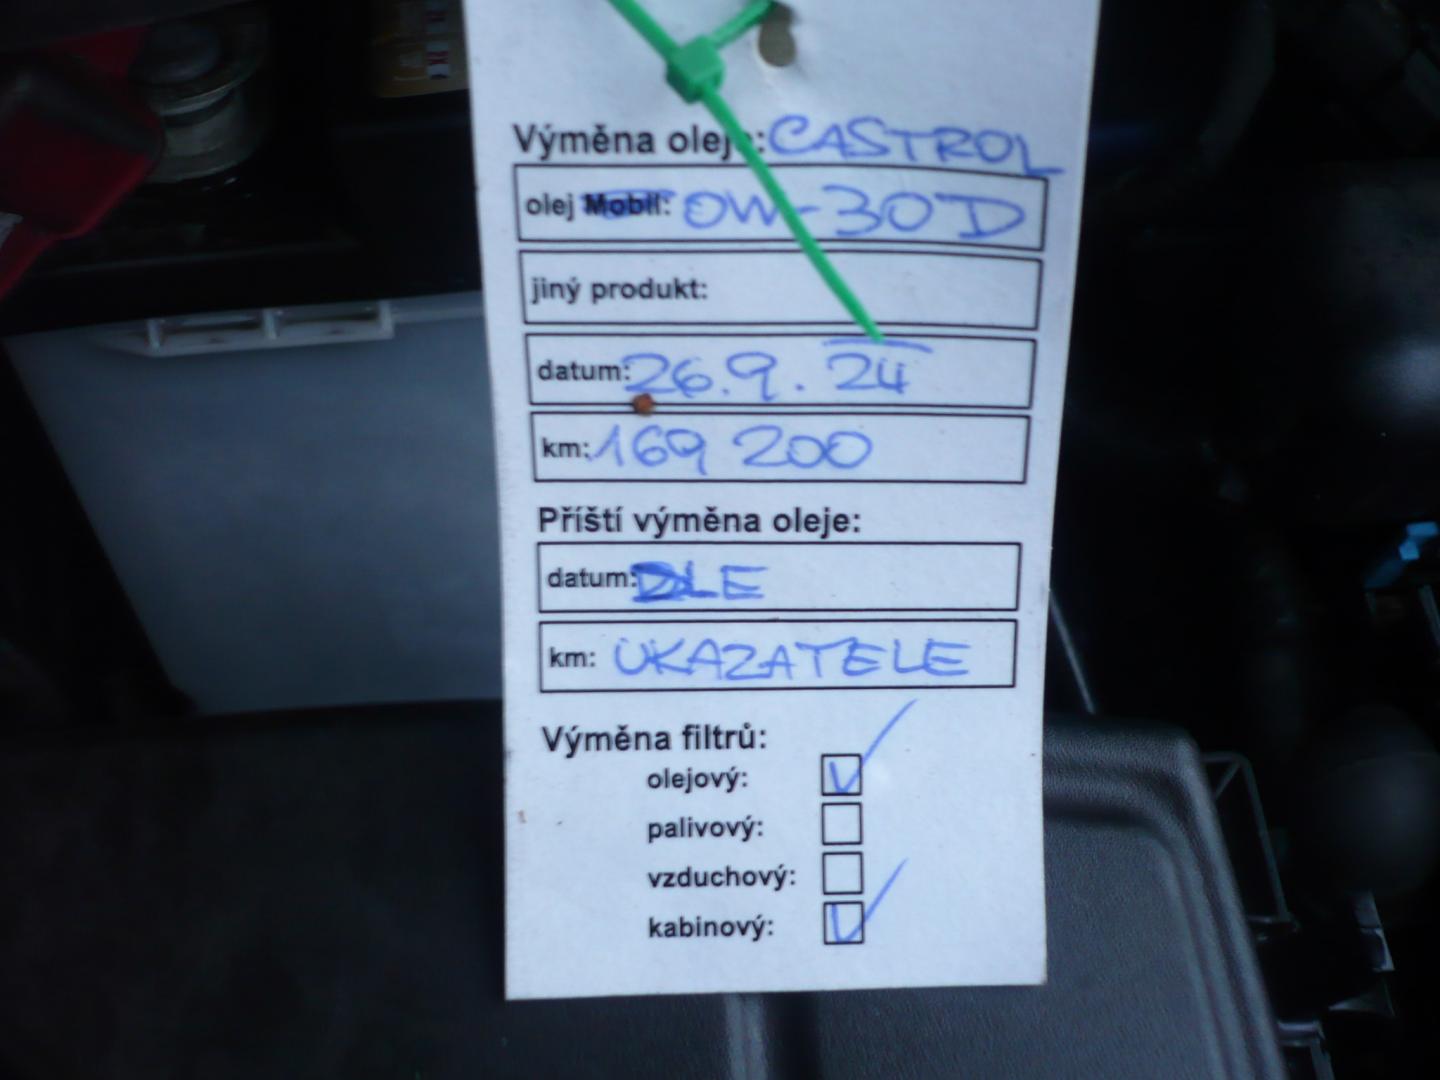 Výměna oleje: CASTROL
olej Mobil: 0W-30 D
jiný produkt:
datum: 26.9.24
km: 169 200
Příští výměna oleje:
datum: DLE
km: UKAZATELE
Výměna filtrů:
olejový:
palivový:
vzduchový:
kabinový: